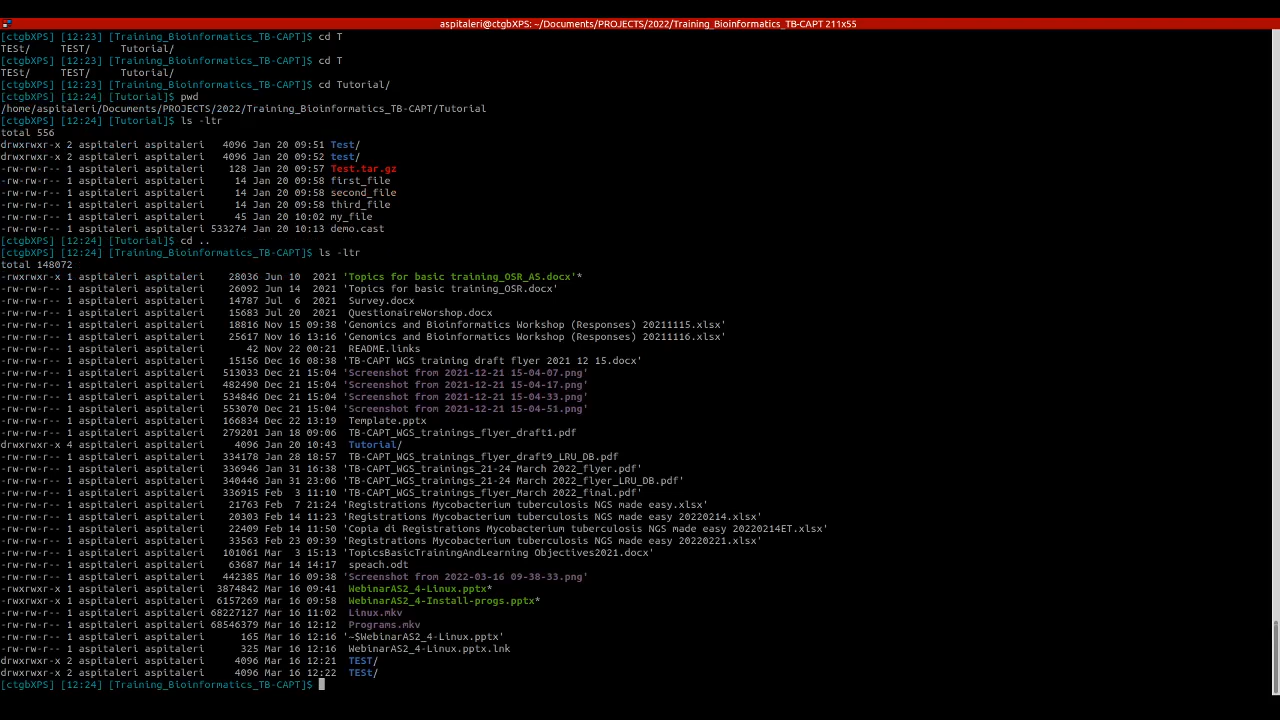 aspitaleri@ctgbXPS: ~/Documents/PROJECTS/2022/Training_Bioinformatics_TB-CAPT 211x55
[ctgbXPS] [12:23] [Training_Bioinformatics_TB-CAPT]$ cd T
TESt/     TEST/     Tutorial/
[ctgbXPS] [12:23] [Training_Bioinformatics_TB-CAPT]$ cd T
TESt/     TEST/     Tutorial/
[ctgbXPS] [12:23] [Training_Bioinformatics_TB-CAPT]$ cd Tutorial/
[ctgbXPS] [12:24] [Tutorial]$ pwd
/home/aspitaleri/Documents/PROJECTS/2022/Training_Bioinformatics_TB-CAPT/Tutorial
[ctgbXPS] [12:24] [Tutorial]$ ls -ltr
total 556
drwxrwxr-x 2 aspitaleri aspitaleri   4096 Jan 20 09:51 Test/
drwxrwxr-x 2 aspitaleri aspitaleri   4096 Jan 20 09:52 test/
-rw-rw-r-- 1 aspitaleri aspitaleri    128 Jan 20 09:57 Test.tar.gz
-rw-rw-r-- 1 aspitaleri aspitaleri     14 Jan 20 09:58 first_file
-rw-rw-r-- 1 aspitaleri aspitaleri     14 Jan 20 09:58 second_file
-rw-rw-r-- 1 aspitaleri aspitaleri     14 Jan 20 09:58 third_file
-rw-rw-r-- 1 aspitaleri aspitaleri     45 Jan 20 10:02 my_file
-rw-rw-r-- 1 aspitaleri aspitaleri 533274 Jan 20 10:13 demo.cast
[ctgbXPS] [12:24] [Tutorial]$ cd ..
[ctgbXPS] [12:24] [Training_Bioinformatics_TB-CAPT]$ ls -ltr
total 148072
-rwxrwxr-x 1 aspitaleri aspitaleri    28036 Jun 10  2021 'Topics for basic training_OSR_AS.docx'*
-rw-rw-r-- 1 aspitaleri aspitaleri    26092 Jun 14  2021 'Topics for basic training_OSR.docx'
-rw-rw-r-- 1 aspitaleri aspitaleri    14787 Jul  6  2021  Survey.docx
-rw-rw-r-- 1 aspitaleri aspitaleri    15683 Jul 20  2021  QuestionaireWorshop.docx
-rw-rw-r-- 1 aspitaleri aspitaleri    18816 Nov 15 09:38 'Genomics and Bioinformatics Workshop (Responses) 20211115.xlsx'
-rw-rw-r-- 1 aspitaleri aspitaleri    25617 Nov 16 13:16 'Genomics and Bioinformatics Workshop (Responses) 20211116.xlsx'
-rw-rw-r-- 1 aspitaleri aspitaleri       42 Nov 22 00:21  README.links
-rw-rw-r-- 1 aspitaleri aspitaleri    15156 Dec 16 08:38 'TB-CAPT WGS training draft flyer 2021 12 15.docx'
-rw-rw-r-- 1 aspitaleri aspitaleri   513033 Dec 21 15:04 'Screenshot from 2021-12-21 15-04-07.png'
-rw-rw-r-- 1 aspitaleri aspitaleri   482490 Dec 21 15:04 'Screenshot from 2021-12-21 15-04-17.png'
-rw-rw-r-- 1 aspitaleri aspitaleri   534846 Dec 21 15:04 'Screenshot from 2021-12-21 15-04-33.png'
-rw-rw-r-- 1 aspitaleri aspitaleri   553070 Dec 21 15:04 'Screenshot from 2021-12-21 15-04-51.png'
-rw-rw-r-- 1 aspitaleri aspitaleri   166834 Dec 22 13:19  Template.pptx
-rw-rw-r-- 1 aspitaleri aspitaleri   279201 Jan 18 09:06  TB-CAPT_WGS_trainings_flyer_draft1.pdf
drwxrwxr-x 4 aspitaleri aspitaleri     4096 Jan 20 10:43  Tutorial/
-rw-rw-r-- 1 aspitaleri aspitaleri   334178 Jan 28 18:57  TB-CAPT_WGS_trainings_flyer_draft9_LRU_DB.pdf
-rw-rw-r-- 1 aspitaleri aspitaleri   336946 Jan 31 16:38 'TB-CAPT_WGS_trainings_21-24 March 2022_flyer.pdf'
-rw-rw-r-- 1 aspitaleri aspitaleri   340446 Jan 31 23:06 'TB-CAPT_WGS_trainings_21-24 March 2022_flyer_LRU_DB.pdf'
-rw-rw-r-- 1 aspitaleri aspitaleri   336915 Feb  3 11:10 'TB-CAPT_WGS_trainings_flyer_March 2022_final.pdf'
-rw-rw-r-- 1 aspitaleri aspitaleri    21763 Feb  7 21:24 'Registrations Mycobacterium tuberculosis NGS made easy.xlsx'
-rw-rw-r-- 1 aspitaleri aspitaleri    20303 Feb 14 11:23 'Registrations Mycobacterium tuberculosis NGS made easy 20220214.xlsx'
-rw-rw-r-- 1 aspitaleri aspitaleri    22409 Feb 14 11:50 'Copia di Registrations Mycobacterium tuberculosis NGS made easy 20220214ET.xlsx'
-rw-rw-r-- 1 aspitaleri aspitaleri    33563 Feb 23 09:39 'Registrations Mycobacterium tuberculosis NGS made easy 20220221.xlsx'
-rw-rw-r-- 1 aspitaleri aspitaleri   101061 Mar  3 15:13 'TopicsBasicTrainingAndLearning Objectives2021.docx'
-rw-rw-r-- 1 aspitaleri aspitaleri    63687 Mar 14 14:17  speach.odt
-rw-rw-r-- 1 aspitaleri aspitaleri   442385 Mar 16 09:38 'Screenshot from 2022-03-16 09-38-33.png'
-rwxrwxr-x 1 aspitaleri aspitaleri  3874842 Mar 16 09:41  WebinarAS2_4-Linux.pptx*
-rwxrwxr-x 1 aspitaleri aspitaleri  6157269 Mar 16 09:58  WebinarAS2_4-Install-progs.pptx*
-rw-rw-r-- 1 aspitaleri aspitaleri 68227127 Mar 16 11:02  Linux.mkv
-rw-rw-r-- 1 aspitaleri aspitaleri 68546379 Mar 16 12:12  Programs.mkv
-rw-rw-r-- 1 aspitaleri aspitaleri      165 Mar 16 12:16 '~$WebinarAS2_4-Linux.pptx'
-rw-rw-r-- 1 aspitaleri aspitaleri      325 Mar 16 12:16  WebinarAS2_4-Linux.pptx.lnk
drwxrwxr-x 2 aspitaleri aspitaleri     4096 Mar 16 12:21  TEST/
drwxrwxr-x 2 aspitaleri aspitaleri     4096 Mar 16 12:22  TESt/
[ctgbXPS] [12:24] [Training_Bioinformatics_TB-CAPT]$